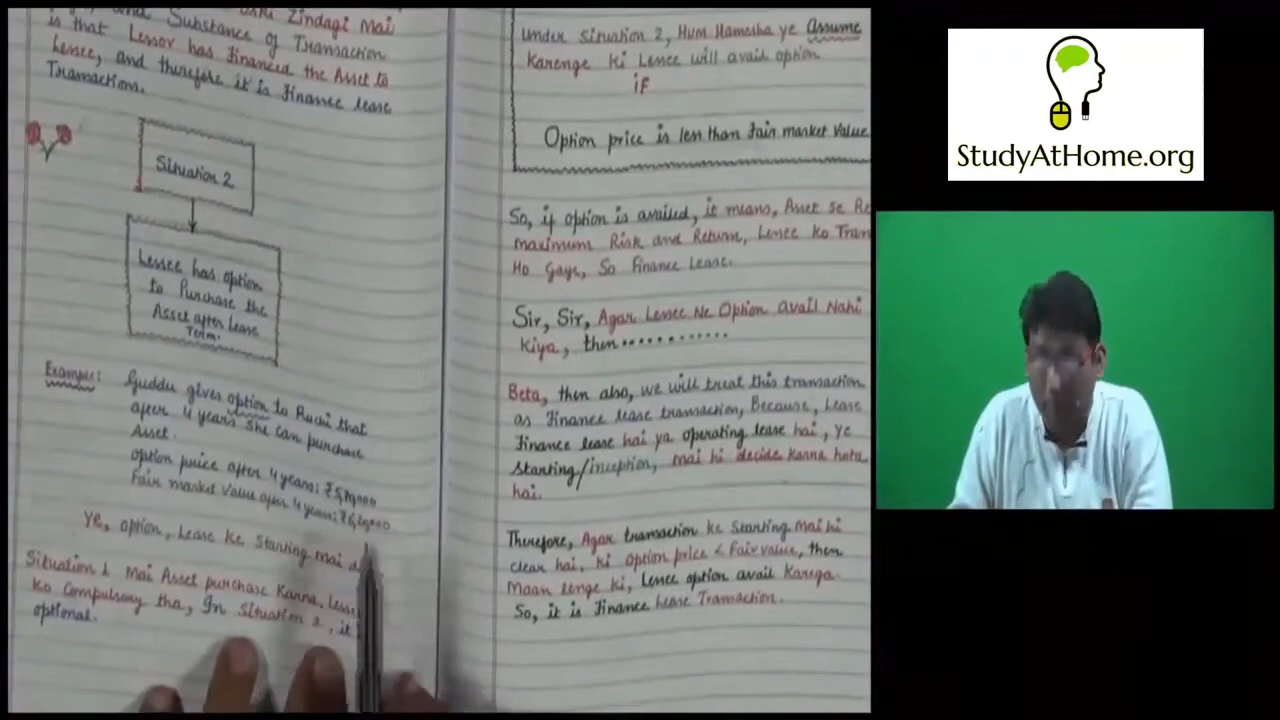 Zindagi Mai
Substance of Transaction
is that Lessor has financed the Asset to
Lessee, and therefore it is Finance lease
Transaction.
Situation 2
Lessee has option
to Purchase the
Asset after Lease
Term.
Example: Guddu gives option to Ruchi that
after 4 years she can purchase
Asset.
option price after 4 years: ₹
Fair market Value after 4 years: ₹
Ye, option, Lease Ke Starting Mai
Situation 1 Mai Asset purchase Karna,
Ko Compulsory tha, In Situation 2, it
optional.
Under Situation 2, Hum Hamesha ye Assume
Karenge Ki Lessee will avail option
if
Option price is less than Fair market Value
So, if option is availed, it means, Asset se Re
maximum Risk and Return, Lessee Ko Tran
Ho Gaye, So Finance Lease.
Sir, Sir, Agar Lessee Ne Option Avail Nahi
Kiya, then............
Beta, then also, we will treat this transaction
as Finance lease transaction, Because, Lease
Finance lease hai ya operating lease hai, ye
Starting/inception, mai hi decide Karna hota
hai.
Therefore, Agar transaction Ke Starting Mai hi
clear hai, Ki option price < Fair value, then
Maan lenge Ki, Lessee option avail Karega.
So, it is Finance lease Transaction.
StudyAtHome.org